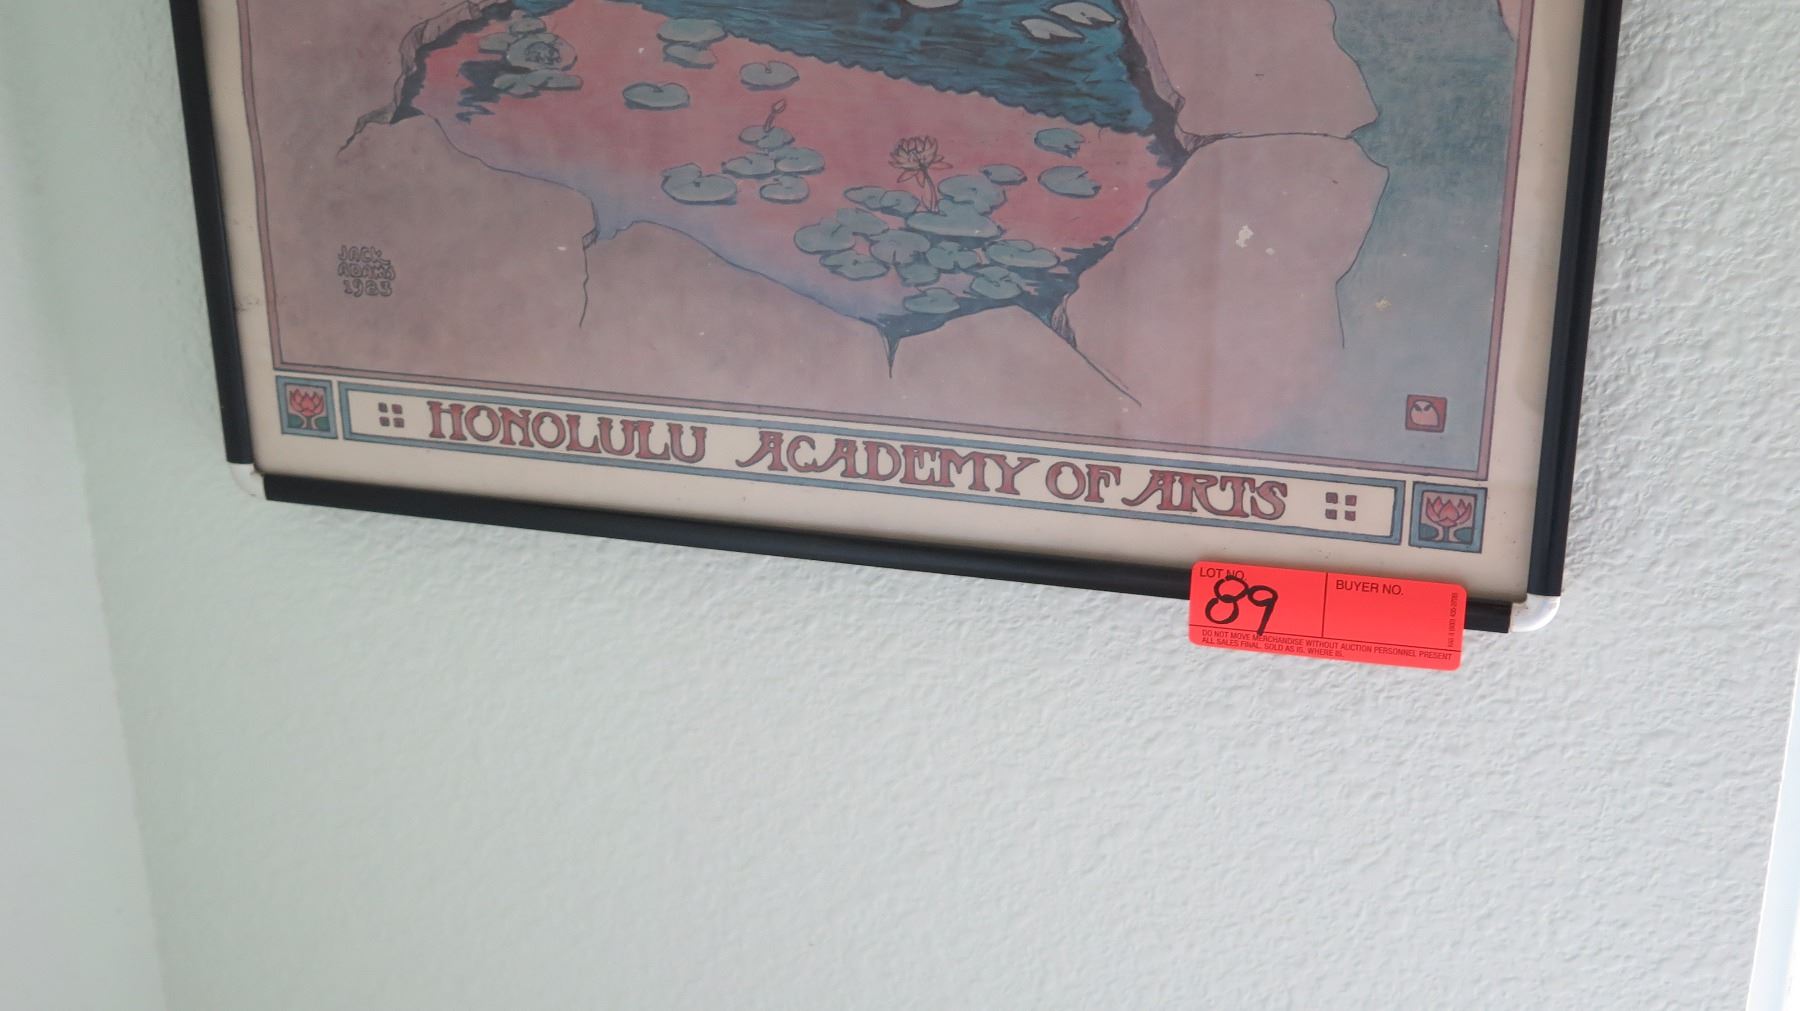 JACK
ADAMS
1983
HONOLULU ACADEMY OF ARTS
LOT NO.
89
BUYER NO.
DO NOT MOVE MERCHANDISE WITHOUT AUCTION PERSONNEL PRESENT
ALL SALES FINAL. SOLD AS IS, WHERE IS.